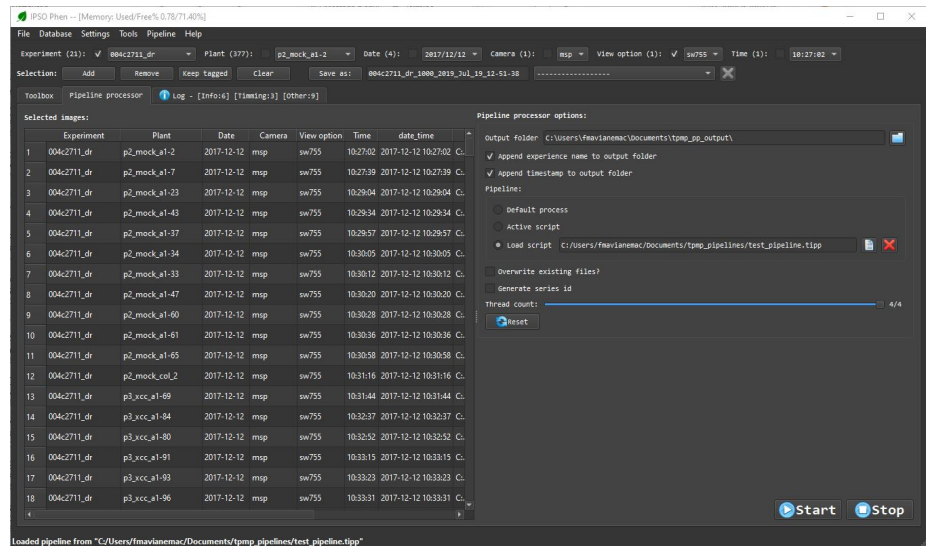 IPSO Phen -- [Memory: Used/Free% 0.78/71.40%]
File Database Settings Tools Pipeline Help
Experiment (21): 004c2711_dr Plant (377): p2_mock_a1-2 Date (4): 2017/12/12 Camera (1): msp View option (1): sw755 Time (1): 10:27:02
Selection: Add Remove Keep tagged Clear Save as: 004c2711_dr_1000_2019_Jul_19_12-51-38 ------------------
Toolbox Pipeline processor Log - [Info:6] [Timming:3] [Other:9]
Selected images:
Experiment Plant Date Camera View option Time date_time
1 004c2711_dr p2_mock_a1-2 2017-12-12 msp sw755 10:27:02 2017-12-12 10:27:02 C:.
2 004c2711_dr p2_mock_a1-7 2017-12-12 msp sw755 10:27:39 2017-12-12 10:27:39 C:.
3 004c2711_dr p2_mock_a1-23 2017-12-12 msp sw755 10:29:04 2017-12-12 10:29:04 C:.
4 004c2711_dr p2_mock_a1-43 2017-12-12 msp sw755 10:29:34 2017-12-12 10:29:34 C:.
5 004c2711_dr p2_mock_a1-37 2017-12-12 msp sw755 10:29:57 2017-12-12 10:29:57 C:.
6 004c2711_dr p2_mock_a1-34 2017-12-12 msp sw755 10:30:05 2017-12-12 10:30:05 C:.
7 004c2711_dr p2_mock_a1-33 2017-12-12 msp sw755 10:30:12 2017-12-12 10:30:12 C:.
8 004c2711_dr p2_mock_a1-47 2017-12-12 msp sw755 10:30:20 2017-12-12 10:30:20 C:.
9 004c2711_dr p2_mock_a1-60 2017-12-12 msp sw755 10:30:28 2017-12-12 10:30:28 C:.
10 004c2711_dr p2_mock_a1-61 2017-12-12 msp sw755 10:30:36 2017-12-12 10:30:36 C:.
11 004c2711_dr p2_mock_a1-65 2017-12-12 msp sw755 10:30:58 2017-12-12 10:30:58 C:.
12 004c2711_dr p2_mock_col_2 2017-12-12 msp sw755 10:31:16 2017-12-12 10:31:16 C:.
13 004c2711_dr p3_xcc_a1-69 2017-12-12 msp sw755 10:31:44 2017-12-12 10:31:44 C:.
14 004c2711_dr p3_xcc_a1-84 2017-12-12 msp sw755 10:32:37 2017-12-12 10:32:37 C:.
15 004c2711_dr p3_xcc_a1-80 2017-12-12 msp sw755 10:32:52 2017-12-12 10:32:52 C:.
16 004c2711_dr p3_xcc_a1-91 2017-12-12 msp sw755 10:33:15 2017-12-12 10:33:15 C:.
17 004c2711_dr p3_xcc_a1-93 2017-12-12 msp sw755 10:33:23 2017-12-12 10:33:23 C:.
18 004c2711_dr p3_xcc_a1-96 2017-12-12 msp sw755 10:33:31 2017-12-12 10:33:31 C:.
Pipeline processor options:
Output folder C:\Users\fmavianemac\Documents\tpmp_pp_output\
Append experience name to output folder
Append timestamp to output folder
Pipeline:
Default process
Active script
Load script C:/Users/fmavianemac/Documents/tpmp_pipelines/test_pipeline.tipp
Overwrite existing files?
Generate series id
Thread count: 4/4
Reset
Start Stop
Loaded pipeline from "C:/Users/fmavianemac/Documents/tpmp_pipelines/test_pipeline.tipp"